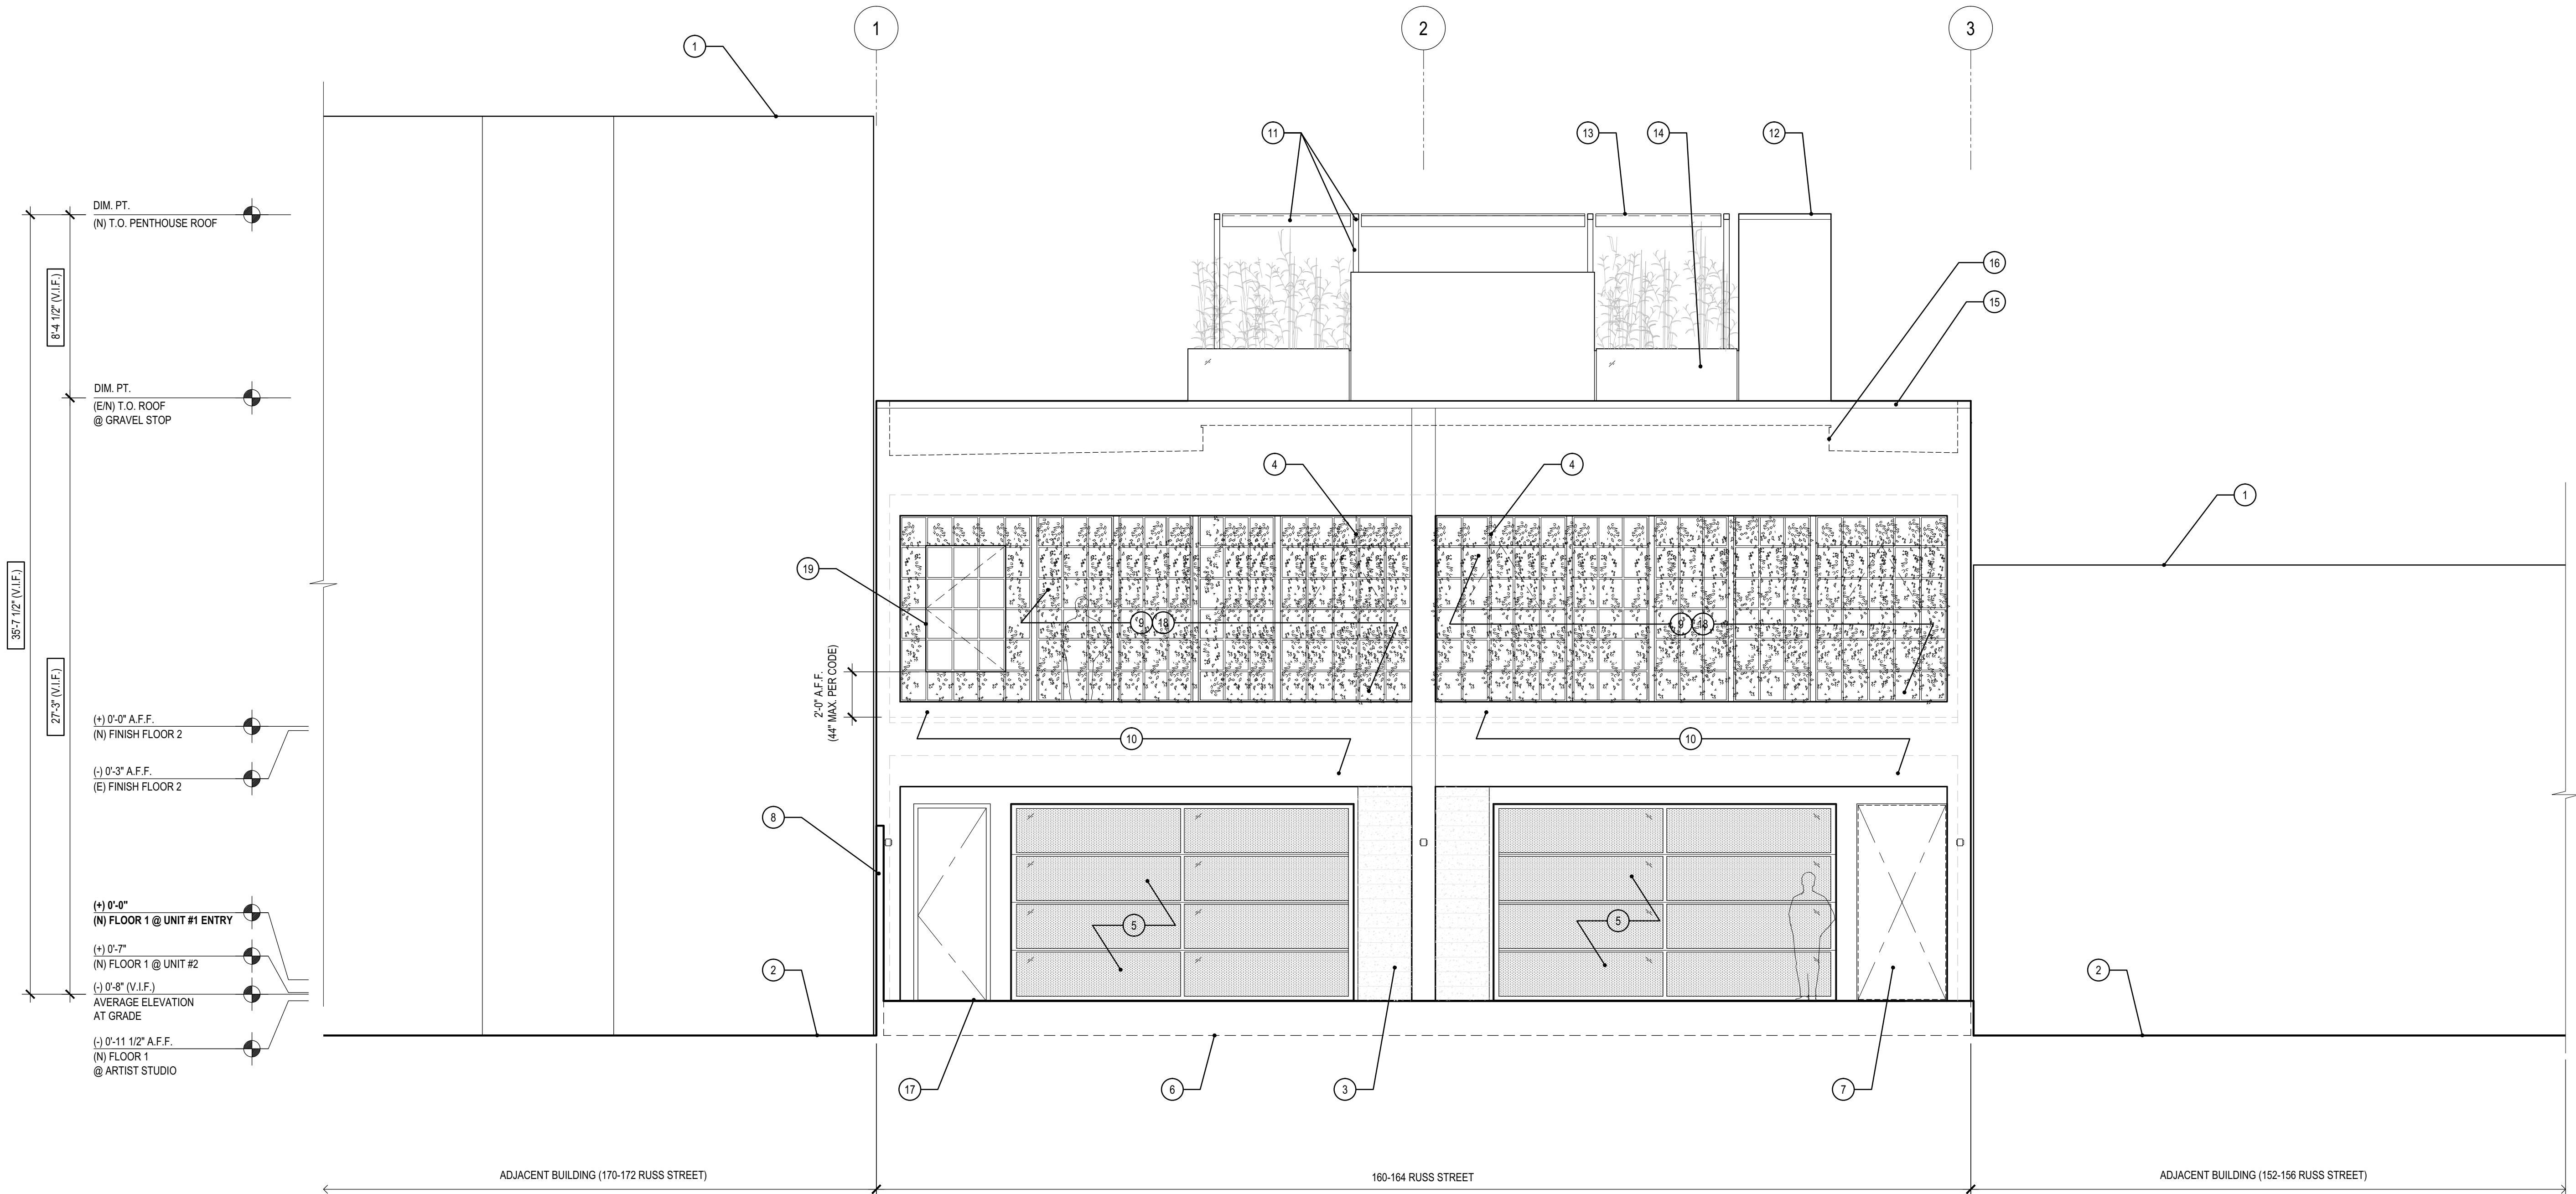 1
2
3
1
11
13
14
12
DIM. PT.
(N) T.O. PENTHOUSE ROOF
16
8'-4 1/2" (V.I.F.)
15
DIM. PT.
(E/N) T.O. ROOF
@ GRAVEL STOP
4
4
1
19
35'-7 1/2" (V.I.F.)
9
18
9
18
27'-3" (V.I.F.)
2'-0" A.F.F.
(44" MAX. PER CODE)
(+) 0'-0" A.F.F.
(N) FINISH FLOOR 2
10
10
(-) 0'-3" A.F.F.
(E) FINISH FLOOR 2
8
(+) 0'-0"
(N) FLOOR 1 @ UNIT #1 ENTRY
5
5
(+) 0'-7"
(N) FLOOR 1 @ UNIT #2
2
2
(-) 0'-8" (V.I.F.)
AVERAGE ELEVATION
AT GRADE
(-) 0'-11 1/2" A.F.F.
(N) FLOOR 1
@ ARTIST STUDIO
17
6
3
7
ADJACENT BUILDING (170-172 RUSS STREET)
160-164 RUSS STREET
ADJACENT BUILDING (152-156 RUSS STREET)